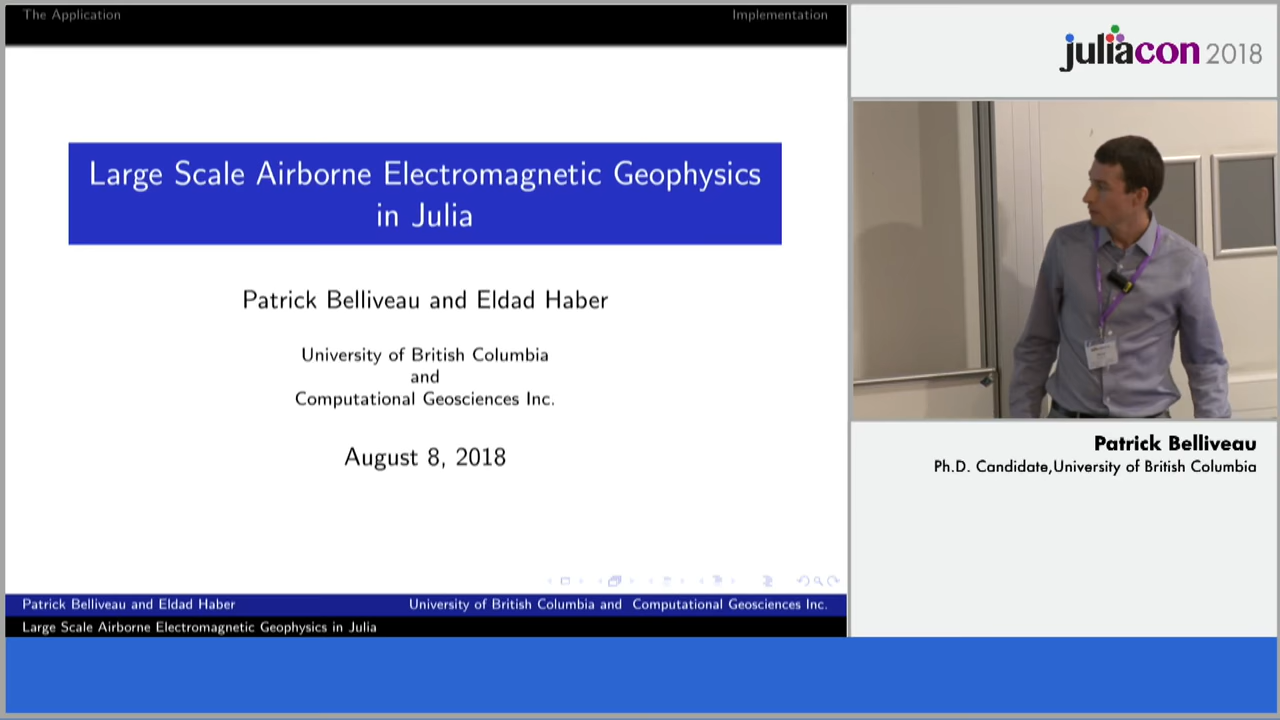 The Application
Implementation
Large Scale Airborne Electromagnetic Geophysics
in Julia
Patrick Belliveau and Eldad Haber
University of British Columbia
and
Computational Geosciences Inc.
August 8, 2018
Patrick Belliveau and Eldad Haber
University of British Columbia and Computational Geosciences Inc.
Large Scale Airborne Electromagnetic Geophysics in Julia
juliacon 2018
Patrick Belliveau
Ph.D. Candidate,University of British Columbia